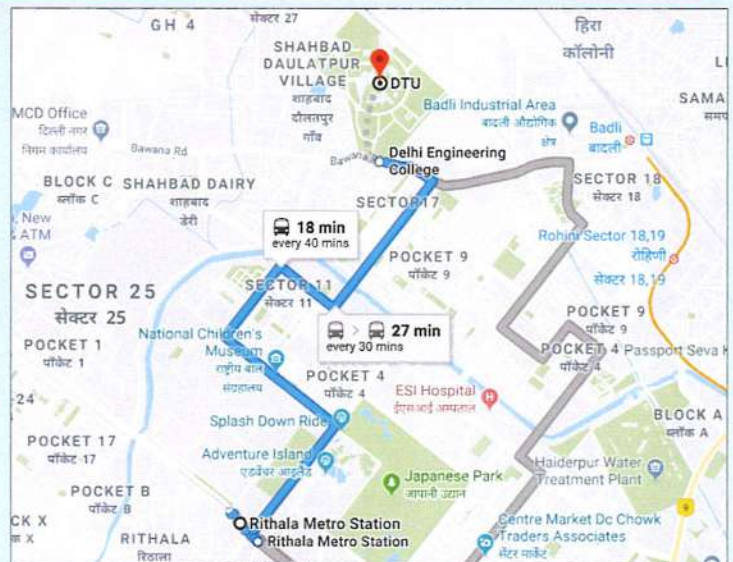 GH 4
सेक्टर 27
हिरा
कॉलोनी
SHAHBAD
DAULATPUR
VILLAGE
शाहबाद
दौलतपुर
गाँव
DTU
MCD Office
दिल्ली नगर
निगम कार्यालय
Bawana Rd
Bawana
Badli Industrial Area
बादली औद्योगिक
क्षेत्र
SAMA
Badli
बादली
Delhi Engineering
College
BLOCK C
ब्लॉक C
SHAHBAD DAIRY
शाहबाद
डेरी
SECTOR 17
SECTOR 18
सेक्टर 18
New
& ATM
18 min
every 40 mins
POCKET 9
पॉकेट 9
Rohini Sector 18,19
रोहिणी
सेक्टर 18,19
SECTOR 25
सेक्टर 25
SECTOR 11
सेक्टर 11
27 min
every 30 mins
POCKET 9
पॉकेट 9
POCKET 1
पॉकेट 1
National Children's
Museum
राष्ट्रीय बाल
संग्रहालय
POCKET 4
पॉकेट 4
POCKET 4
पॉकेट 4
Passport Seva K
24
ESI Hospital
ईएसआई अस्पताल
BLOCK A
ब्लॉक A
POCKET 17
पॉकेट 17
Splash Down Ride
Adventure Island
एडवेंचर आइलैंड
Haiderpur Water
Treatment Plant
POCKET B
पॉकेट B
Japanese Park
जापानी उद्यान
9
CK X
क X
RITHALA
रिठाला
Rithala Metro Station
Rithala Metro Station
Centre Market Dc Chowk
Traders Associates
सेंटर मार्केट